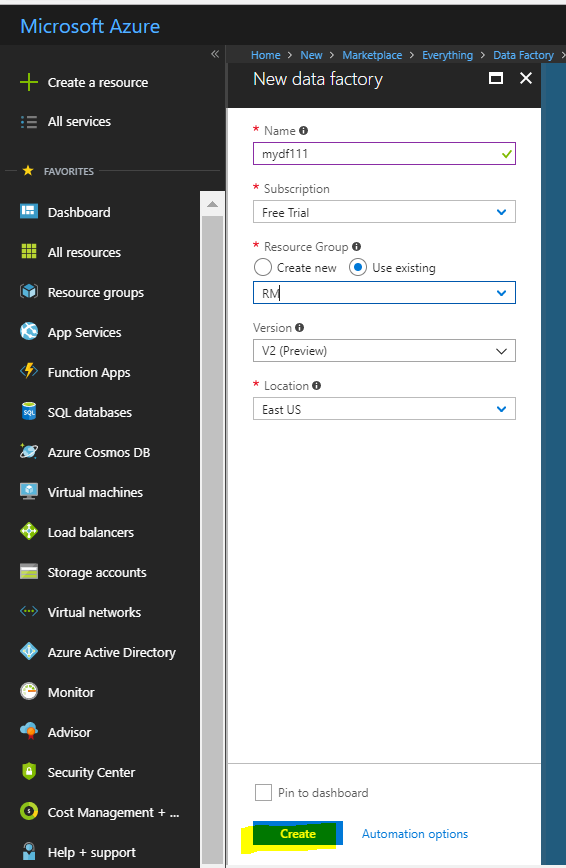 Microsoft Azure
«
Home > New > Marketplace > Everything > Data Factory >
Create a resource
All services
FAVORITES
Dashboard
All resources
Resource groups
App Services
Function Apps
SQL databases
Azure Cosmos DB
Virtual machines
Load balancers
Storage accounts
Virtual networks
Azure Active Directory
Monitor
Advisor
Security Center
Cost Management + ...
Help + support
New data factory
* Name
mydf111
* Subscription
Free Trial
* Resource Group
Create new Use existing
RM
Version
V2 (Preview)
* Location
East US
Pin to dashboard
Create Automation options